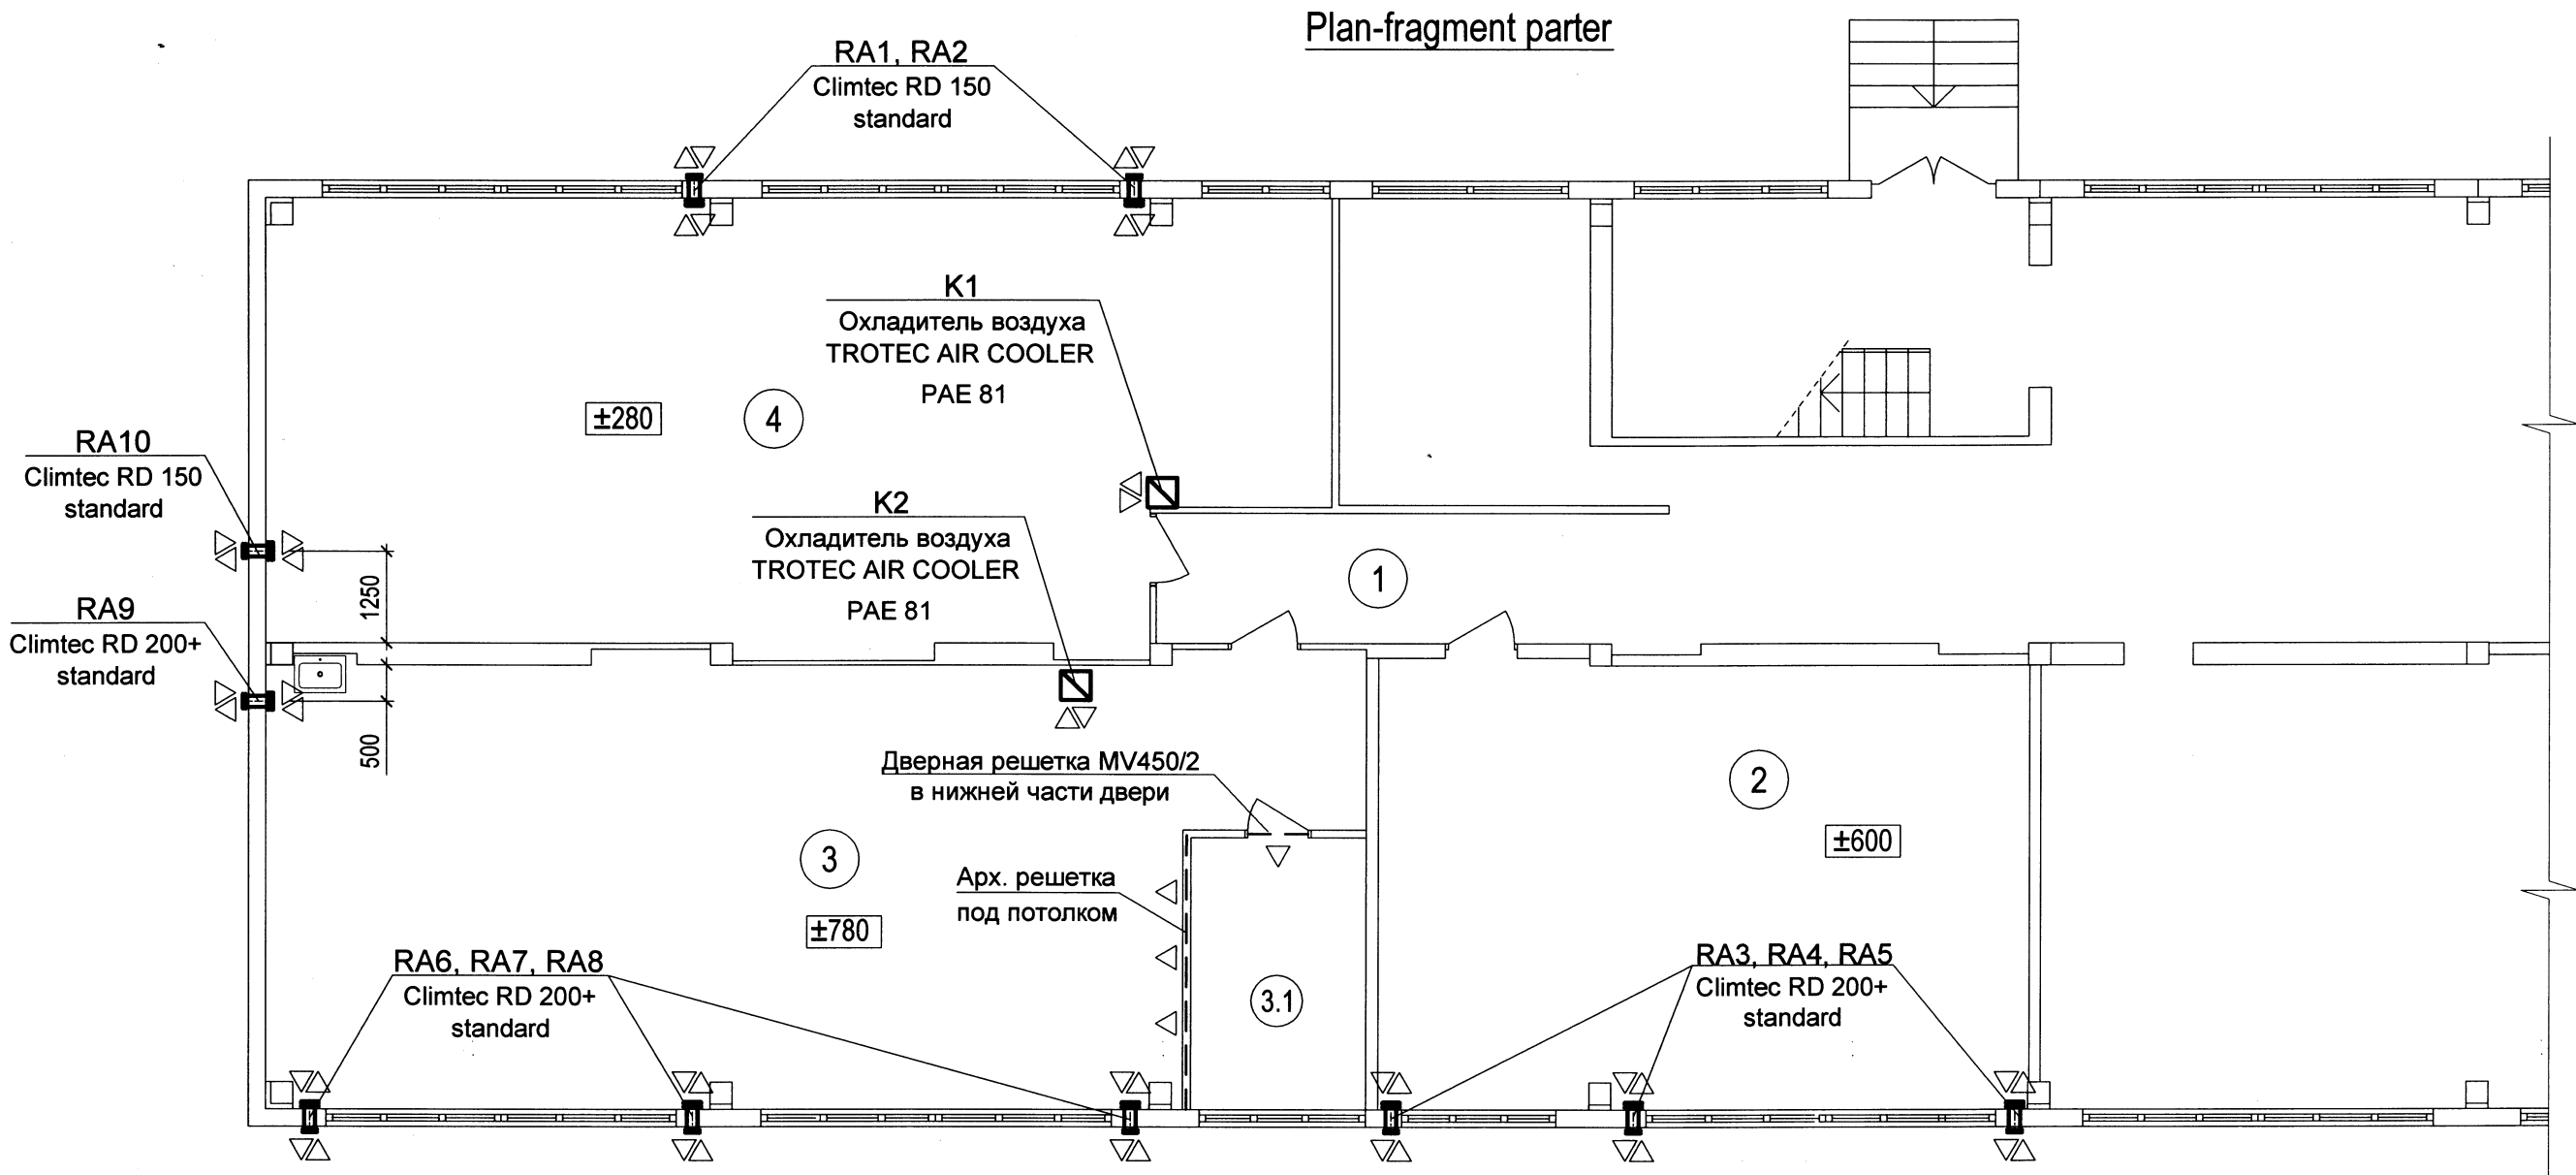 Plan-fragment parter
RA1, RA2
Climtec RD 150
standard
K1
Охладитель воздуха
TROTEC AIR COOLER
PAE 81
±280
4
RA10
Climtec RD 150
standard
K2
Охладитель воздуха
TROTEC AIR COOLER
PAE 81
1
1250
RA9
Climtec RD 200+
standard
500
Дверная решетка MV450/2
в нижней части двери
2
±600
3
±780
Арх. решетка
под потолком
RA6, RA7, RA8
Climtec RD 200+
standard
3.1
RA3, RA4, RA5
Climtec RD 200+
standard